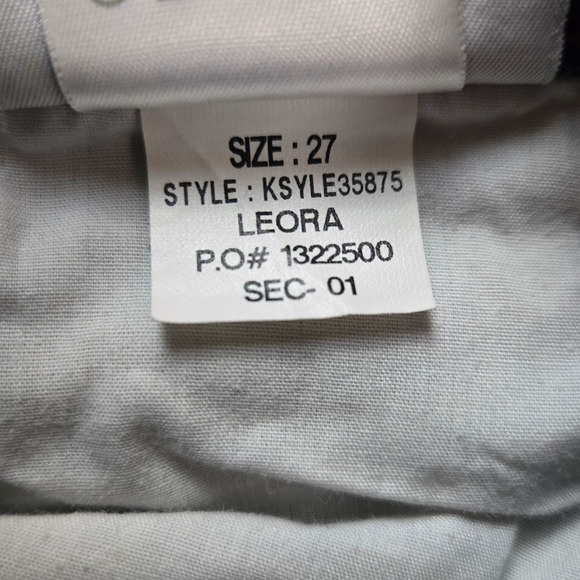 SIZE : 27
STYLE : KSYLE35875
LEORA
P.O# 1322500
SEC- 01